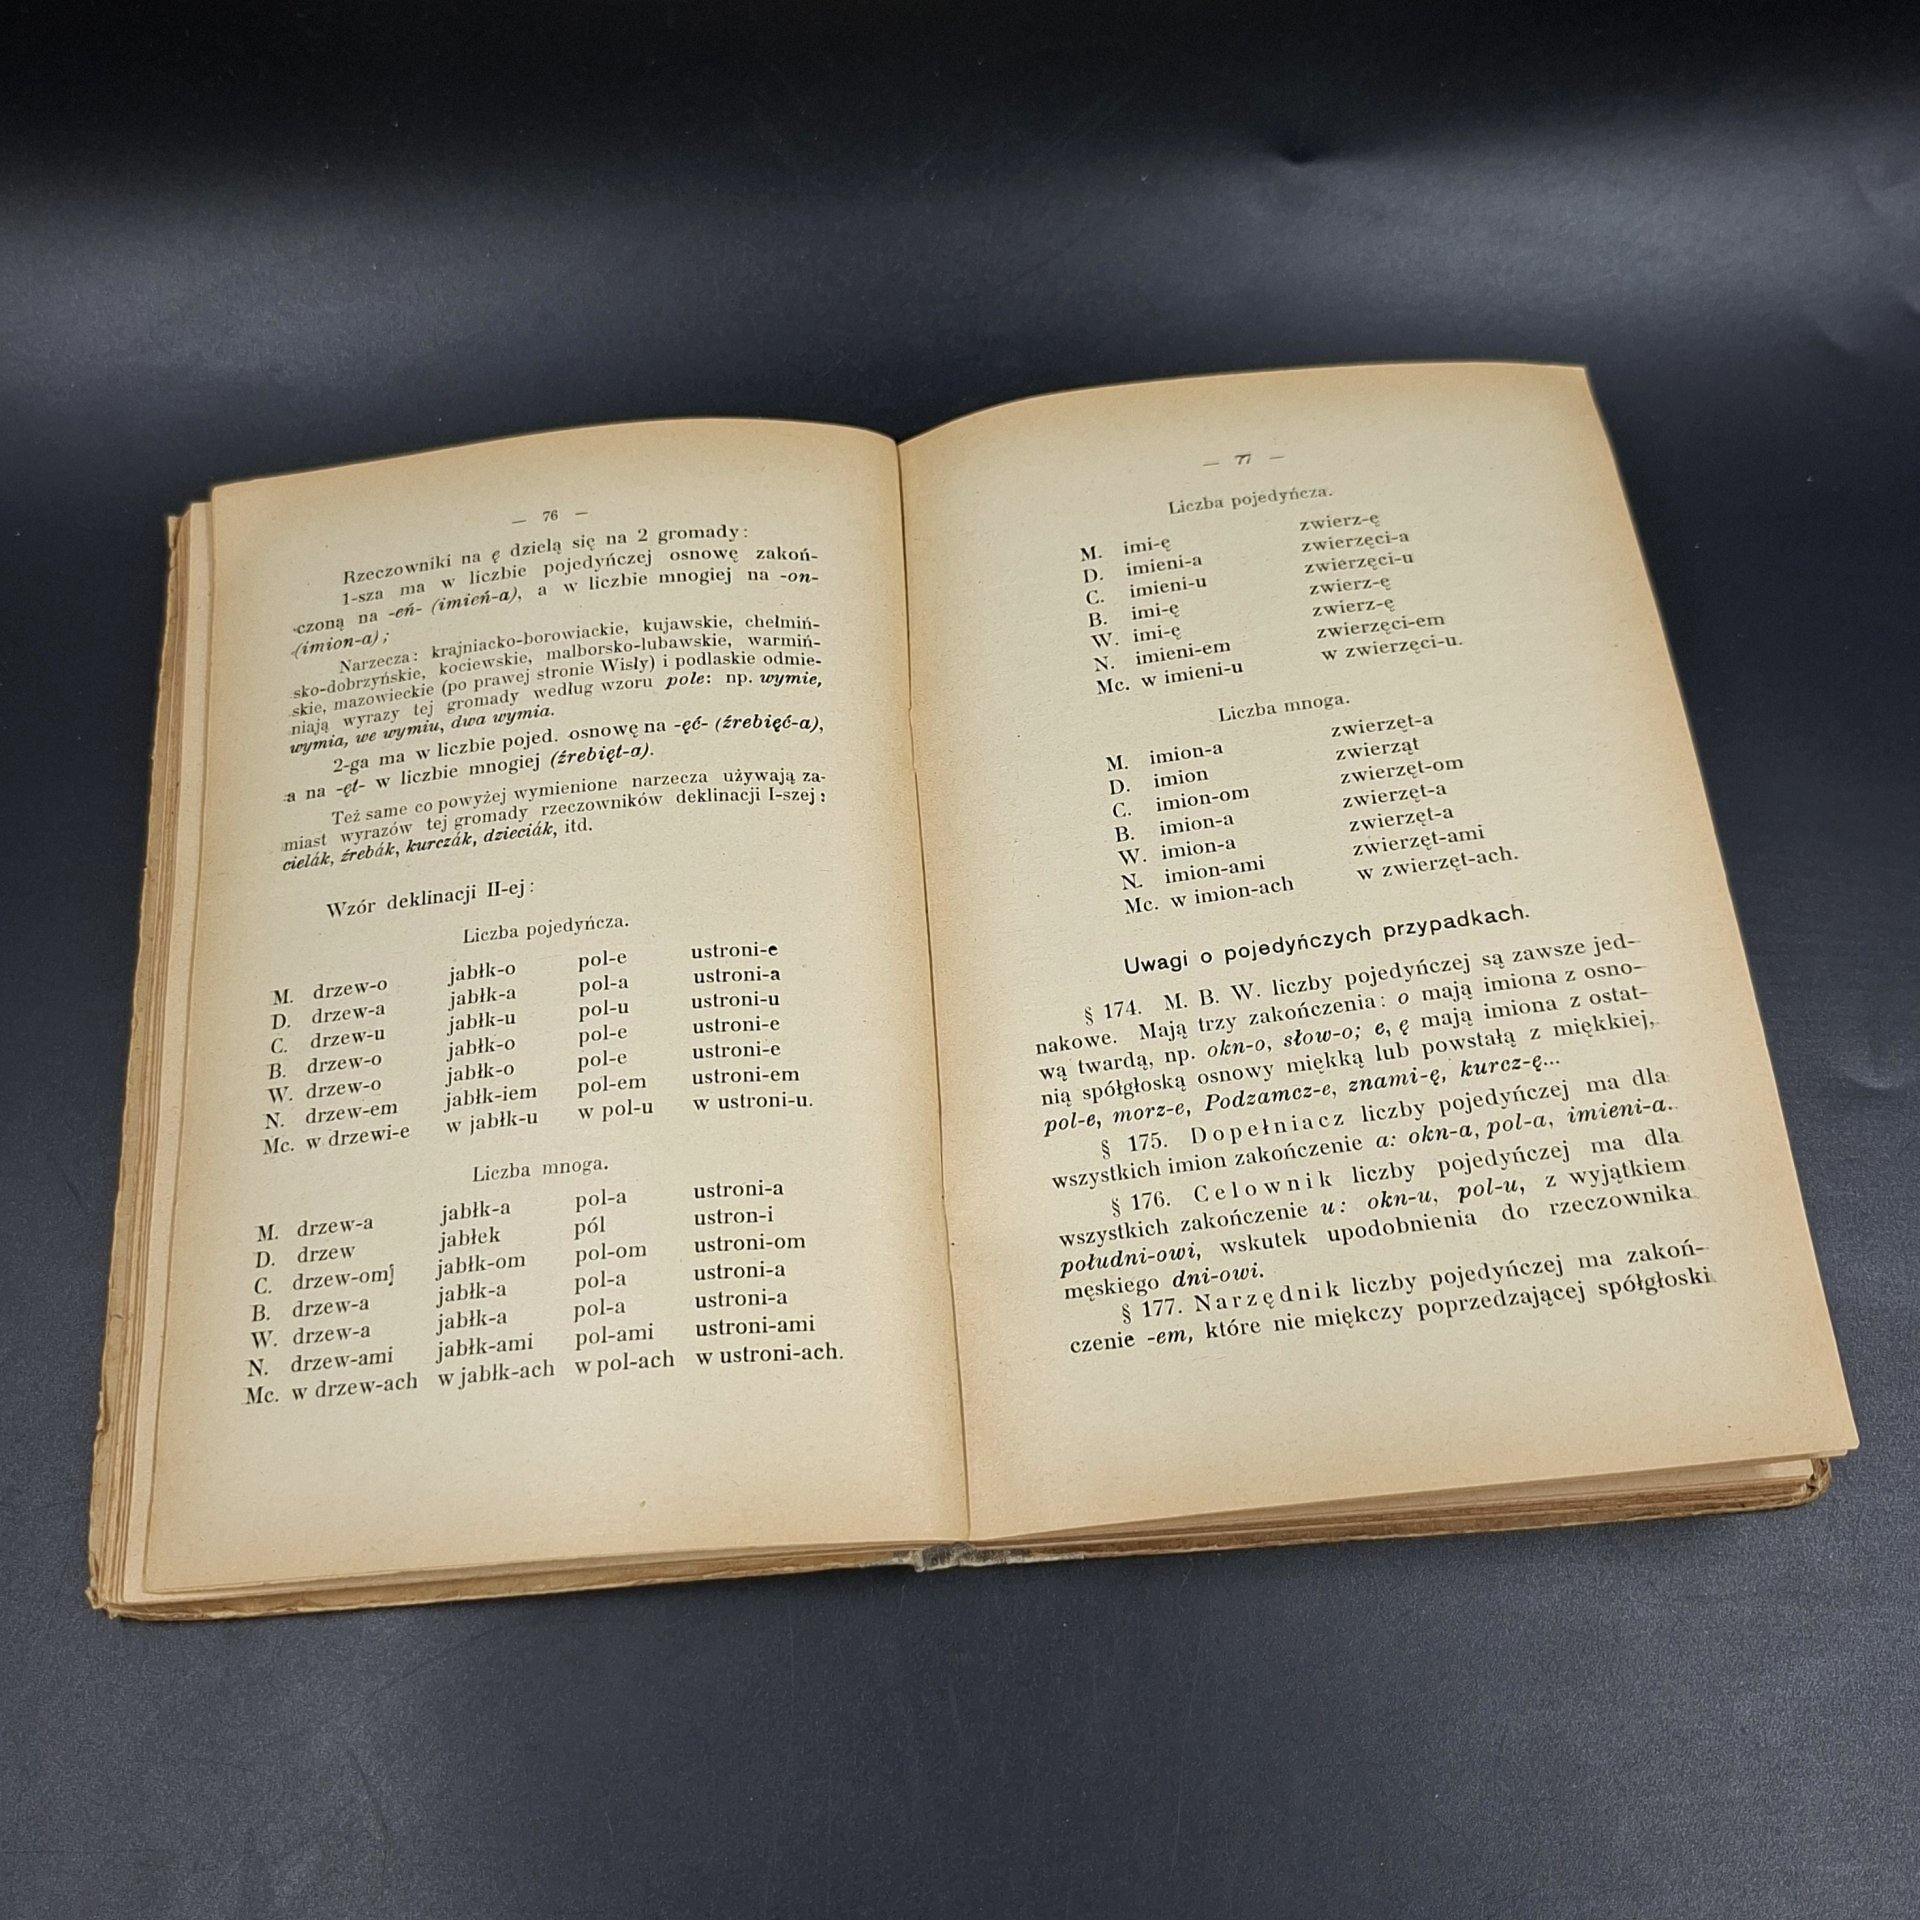 — 76 —
Rzeczowniki na ę dzielą się na 2 gromady:
1-sza ma w liczbie pojedyńczej osnowę zakoń-
czoną na -eń- (imień-a), a w liczbie mnogiej na -on-
(imion-a);
Narzecza: krajniacko-borowiackie, kujawskie, chełmiń-
sko-dobrzyńskie, kociewskie, malborsko-lubawskie, warmiń-
skie, mazowieckie (po prawej stronie Wisły) i podlaskie odmie-
niają wyrazy tej gromady według wzoru pole: np. wymie,
wymia, we wymiu, dwa wymia.
2-ga ma w liczbie pojed. osnowę na -ęć- (źrebięć-a),
a na -ęt- w liczbie mnogiej (źrebięt-a).
Też same co powyżej wymienione narzecza używają za-
miast wyrazów tej gromady rzeczowników deklinacji I-szej:
cielák, źrebák, kurczák, dzieciák, itd.
Wzór deklinacji II-ej:
Liczba pojedyńcza.
M. drzew-o jabłk-o pol-e ustroni-e
D. drzew-a jabłk-a pol-a ustroni-a
C. drzew-u jabłk-u pol-u ustroni-u
B. drzew-o jabłk-o pol-e ustroni-e
W. drzew-o jabłk-o pol-e ustroni-e
N. drzew-em jabłk-iem pol-em ustroni-em
Mc. w drzewi-e w jabłk-u w pol-u w ustroni-u.
Liczba mnoga.
M. drzew-a jabłk-a pol-a ustroni-a
D. drzew jabłek pól ustron-i
C. drzew-om jabłk-om pol-om ustroni-om
B. drzew-a jabłk-a pol-a ustroni-a
W. drzew-a jabłk-a pol-a ustroni-a
N. drzew-ami jabłk-ami pol-ami ustroni-ami
Mc. w drzew-ach w jabłk-ach w pol-ach w ustroni-ach.
— 77 —
Liczba pojedyńcza.
M. imi-ę zwierz-ę
D. imieni-a zwierzęci-a
C. imieni-u zwierzęci-u
B. imi-ę zwierz-ę
W. imi-ę zwierz-ę
N. imieni-em zwierzęci-em
Mc. w imieni-u w zwierzęci-u.
Liczba mnoga.
M. imion-a zwierzęt-a
D. imion zwierząt
C. imion-om zwierzęt-om
B. imion-a zwierzęt-a
W. imion-a zwierzęt-a
N. imion-ami zwierzęt-ami
Mc. w imion-ach w zwierzęt-ach.
Uwagi o pojedyńczych przypadkach.
§ 174. M. B. W. liczby pojedyńczej są zawsze jed-
nakowe. Mają trzy zakończenia: o mają imiona z osno-
wą twardą, np. okn-o, słow-o; e, ę mają imiona z ostat-
nią spółgłoską osnowy miękką lub powstałą z miękkiej,
pol-e, morz-e, Podzamcz-e, znami-ę, kurcz-ę...
§ 175. Dopełniacz liczby pojedyńczej ma dla
wszystkich imion zakończenie a: okn-a, pol-a, imieni-a.
§ 176. Celownik liczby pojedyńczej ma dla
wszystkich zakończenie u: okn-u, pol-u, z wyjątkiem
południ-owi, wskutek upodobnienia do rzeczownika
męskiego dni-owi.
§ 177. Narzędnik liczby pojedyńczej ma zakoń-
czenie -em, które nie miękczy poprzedzającej spółgłoski